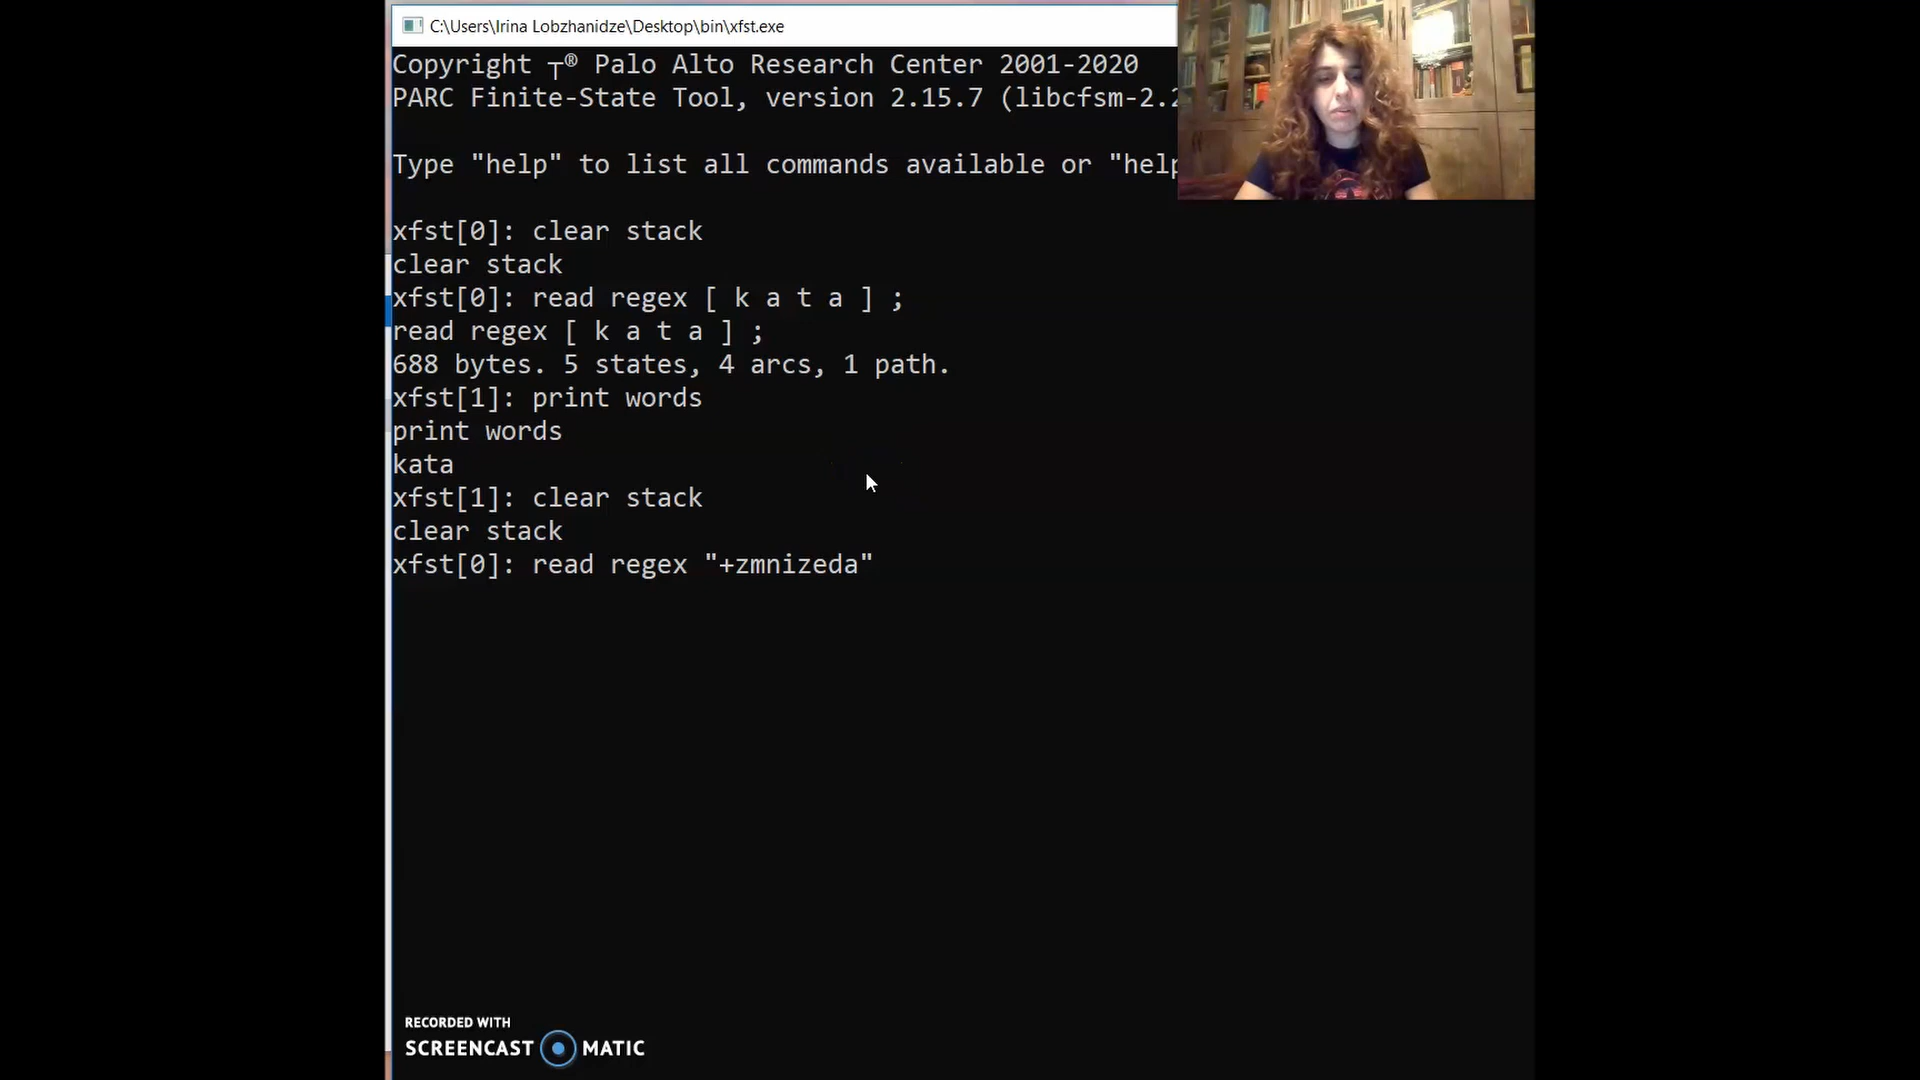 C:\Users\Irina Lobzhanidze\Desktop\bin\xfst.exe
Copyright ┬® Palo Alto Research Center 2001-2020
PARC Finite-State Tool, version 2.15.7 (libcfsm-2.2
Type "help" to list all commands available or "help
xfst[0]: clear stack
clear stack
xfst[0]: read regex [ k a t a ] ;
read regex [ k a t a ] ;
688 bytes. 5 states, 4 arcs, 1 path.
xfst[1]: print words
print words
kata
xfst[1]: clear stack
clear stack
xfst[0]: read regex "+zmnizeda"
RECORDED WITH
SCREENCAST MATIC